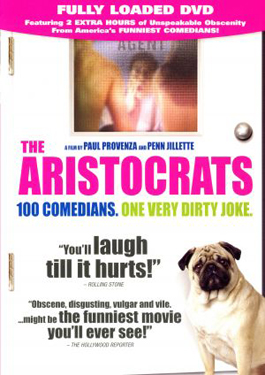 FULLY LOADED DVD
Featuring 2 EXTRA HOURS of Unspeakable Obscenity
From America's FUNNIEST COMEDIANS!
AGENT
THE
A FILM BY PAUL PROVENZA AND PENN JILLETTE
ARISTOCRATS
100 COMEDIANS. ONE VERY DIRTY JOKE.
"You'll laugh
till it hurts!"
– ROLLING STONE
"Obscene, disgusting, vulgar and vile.
...might be the funniest movie
you'll ever see!"
– THE HOLLYWOOD REPORTER